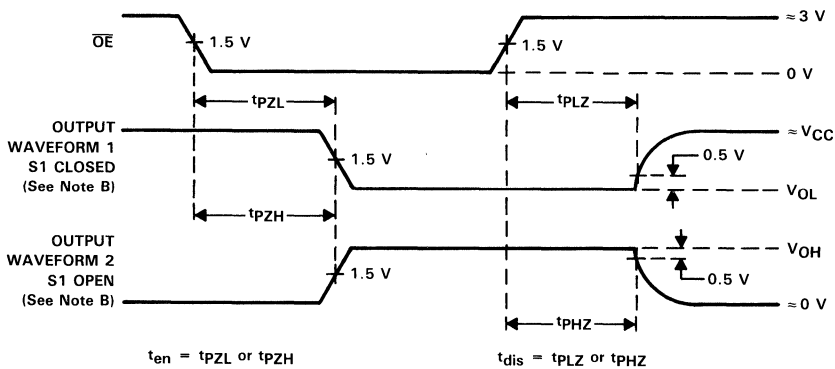 ≈ 3 V
OE
1.5 V
1.5 V
0 V
tPZL
tPLZ
OUTPUT
WAVEFORM 1
S1 CLOSED
(See Note B)
≈ VCC
1.5 V
0.5 V
VOL
tPZH
OUTPUT
WAVEFORM 2
S1 OPEN
(See Note B)
VOH
1.5 V
0.5 V
≈ 0 V
tPHZ
ten = tPZL or tPZH
tdis = tPLZ or tPHZ